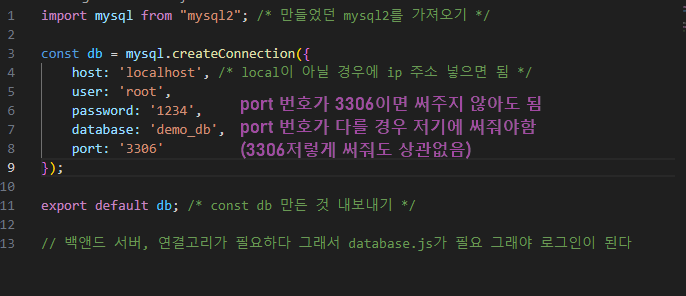 1 import mysql from "mysql2"; /* 만들었던 mysql2를 가져오기 */
2
3 const db = mysql.createConnection({
4 host: 'localhost', /* local이 아닐 경우에 ip 주소 넣으면 됨 */
5 user: 'root',
6 password: '1234', port 번호가 3306이면 써주지 않아도 됨
7 database: 'demo_db', port 번호가 다를 경우 저기에 써줘야함
8 port: '3306' (3306저렇게 써줘도 상관없음)
9 });
10
11 export default db; /* const db 만든 것 내보내기 */
12
13 // 백앤드 서버, 연결고리가 필요하다 그래서 database.js가 필요 그래야 로그인이 된다